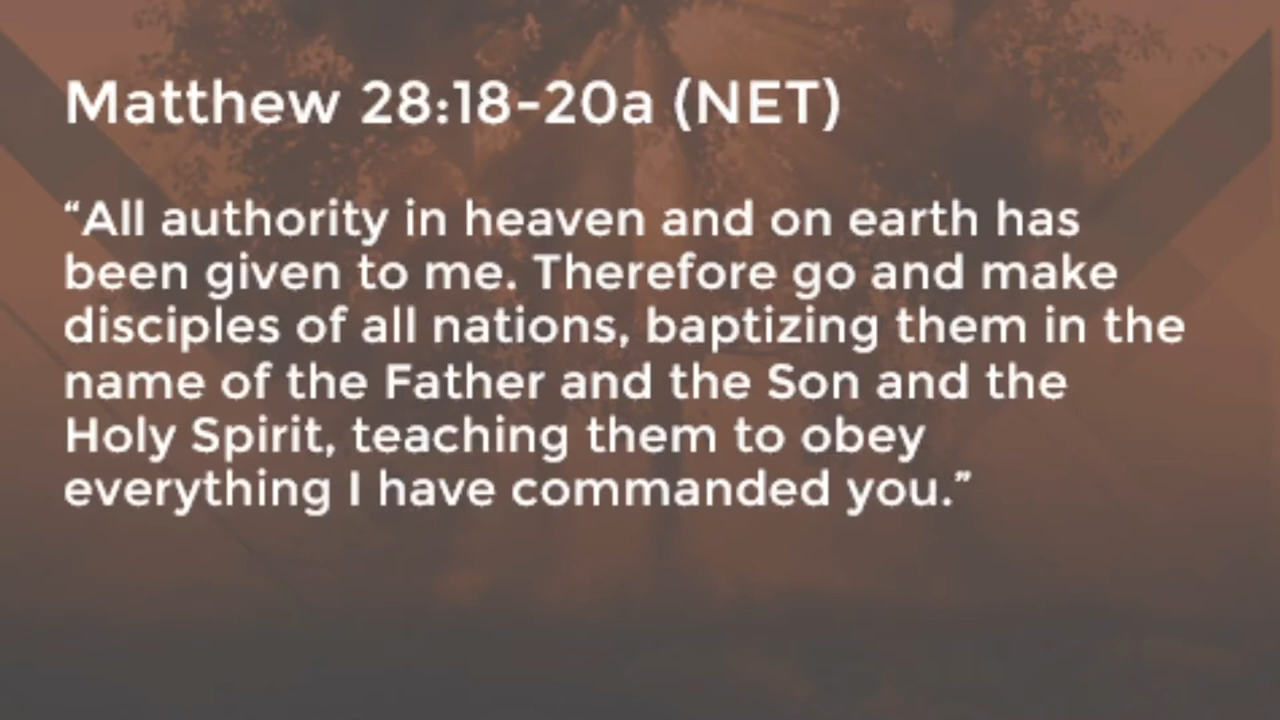 Matthew 28:18-20a (NET)
“All authority in heaven and on earth has
been given to me. Therefore go and make
disciples of all nations, baptizing them in the
name of the Father and the Son and the
Holy Spirit, teaching them to obey
everything I have commanded you.”